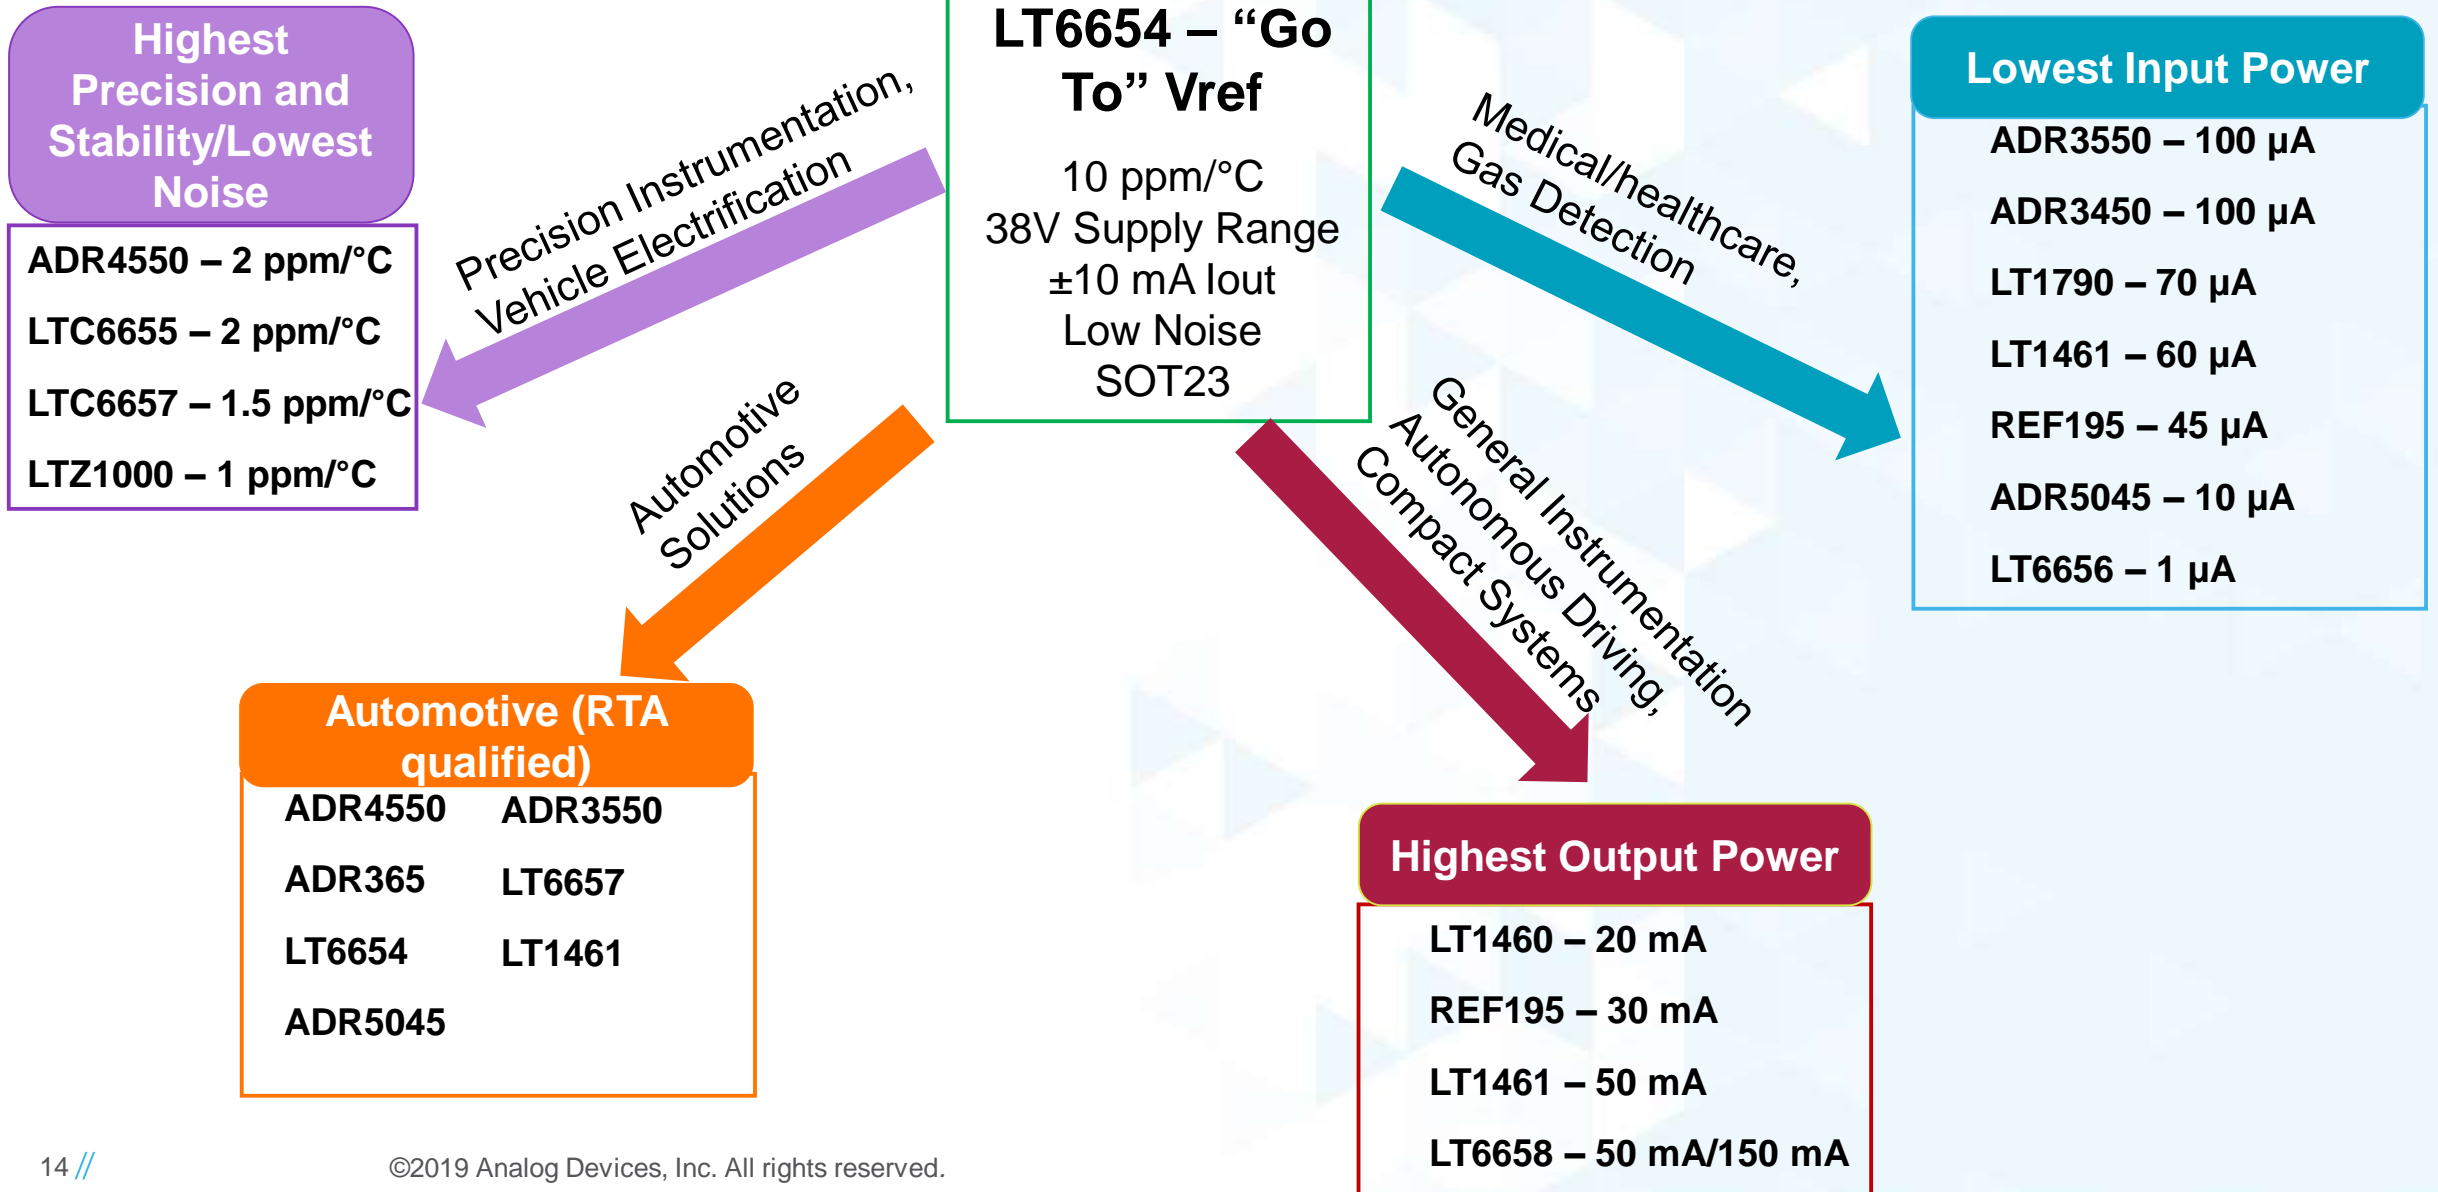 Highest
Precision and
Stability/Lowest
Noise
ADR4550 – 2 ppm/°C
LTC6655 – 2 ppm/°C
LTC6657 – 1.5 ppm/°C
LTZ1000 – 1 ppm/°C
Precision Instrumentation,
Vehicle Electrification
LT6654 – “Go
To” Vref
10 ppm/°C
38V Supply Range
±10 mA Iout
Low Noise
SOT23
Medical/healthcare,
Gas Detection
Lowest Input Power
ADR3550 – 100 µA
ADR3450 – 100 µA
LT1790 – 70 µA
LT1461 – 60 µA
REF195 – 45 µA
ADR5045 – 10 µA
LT6656 – 1 µA
Automotive
Solutions
Automotive (RTA
qualified)
ADR4550
ADR365
LT6654
ADR5045
ADR3550
LT6657
LT1461
General Instrumentation
Autonomous Driving,
Compact Systems
Highest Output Power
LT1460 – 20 mA
REF195 – 30 mA
LT1461 – 50 mA
LT6658 – 50 mA/150 mA
14
©2019 Analog Devices, Inc. All rights reserved.